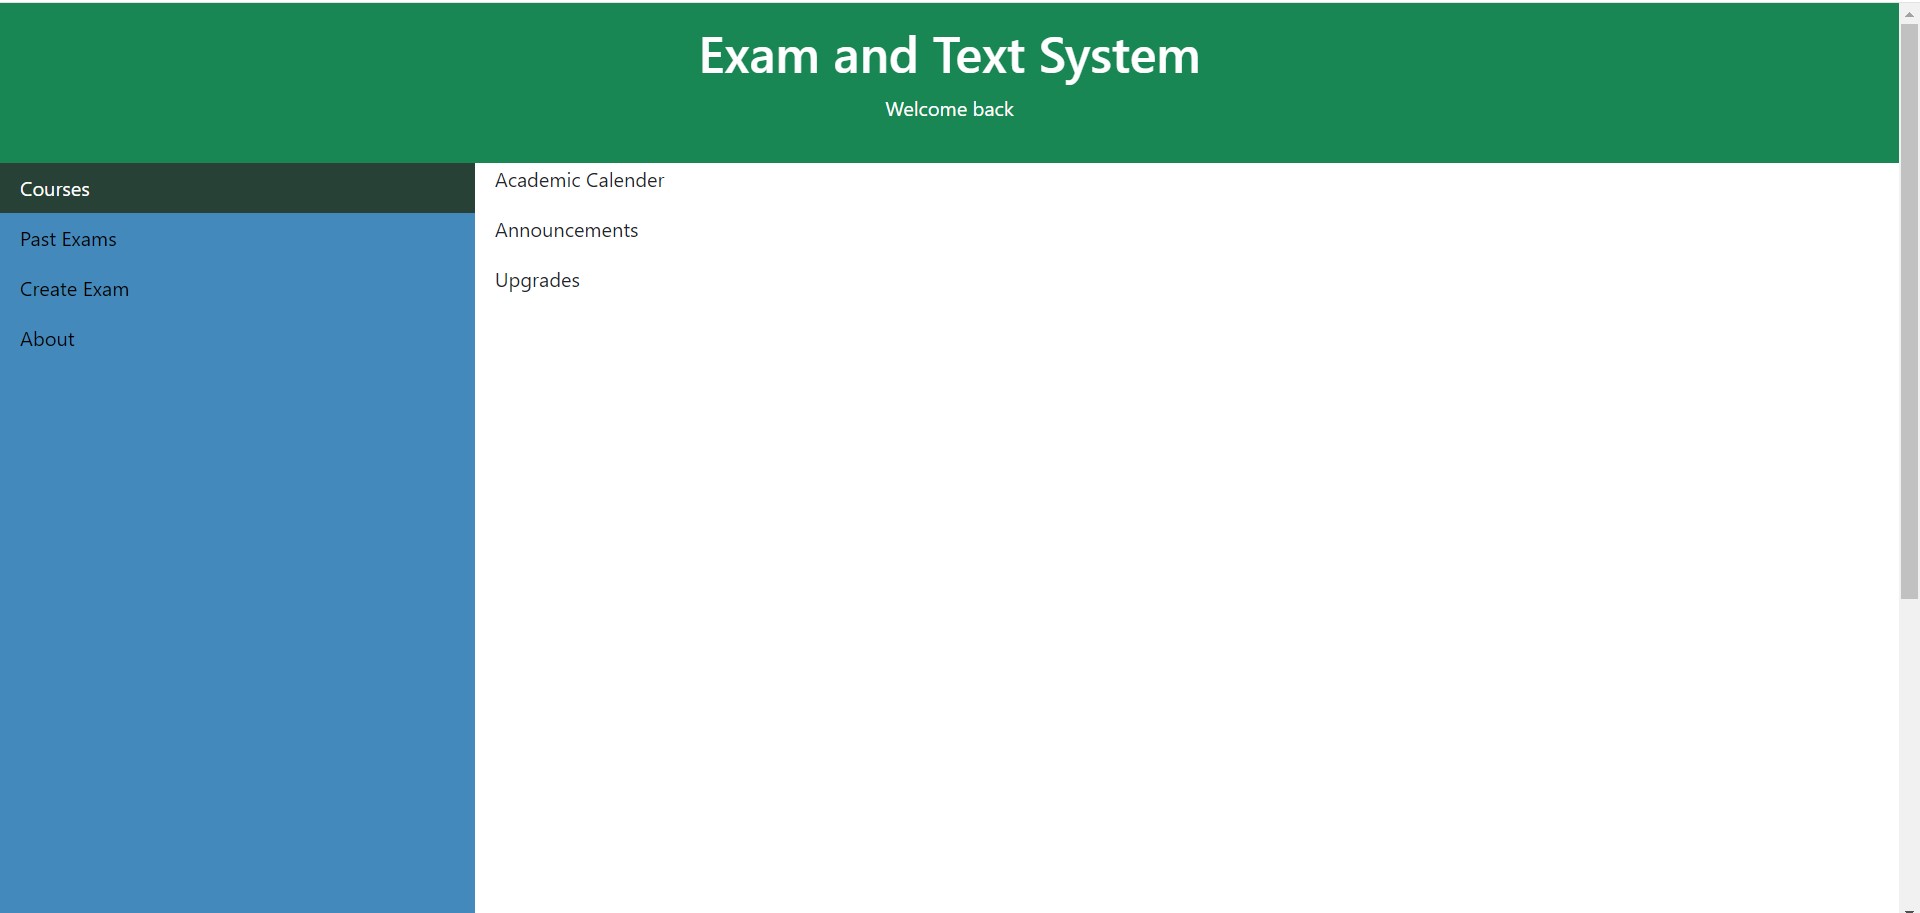 Exam and Text System
Welcome back
Courses
Past Exams
Create Exam
About
Academic Calender
Announcements
Upgrades